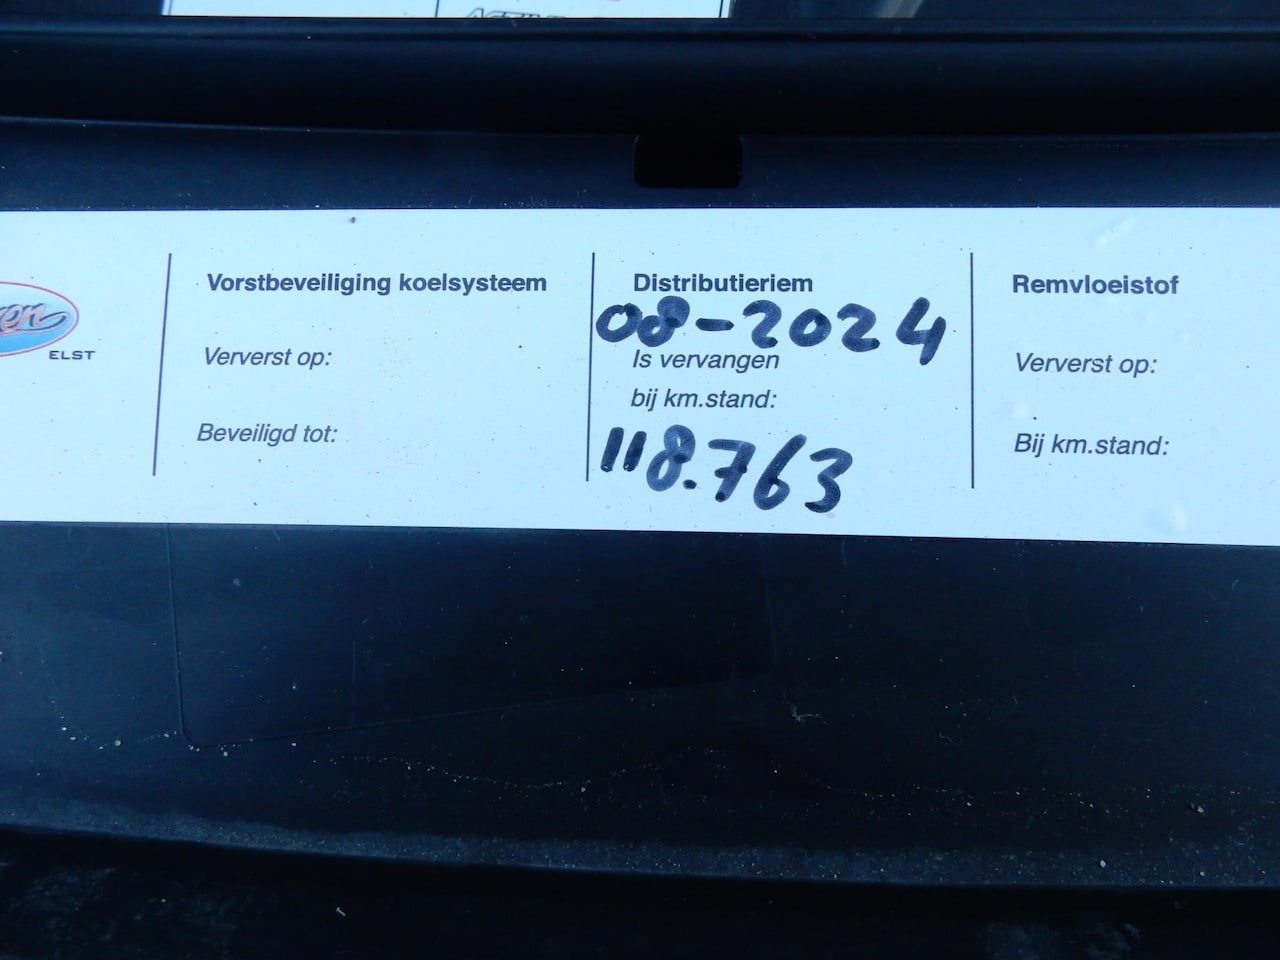 ELST
Vorstbeveiliging koelsysteem
Ververst op:
Beveiligd tot:
Distributieriem
08-2024
Is vervangen
bij km.stand:
118.763
Remvloeistof
Ververst op:
Bij km.stand: